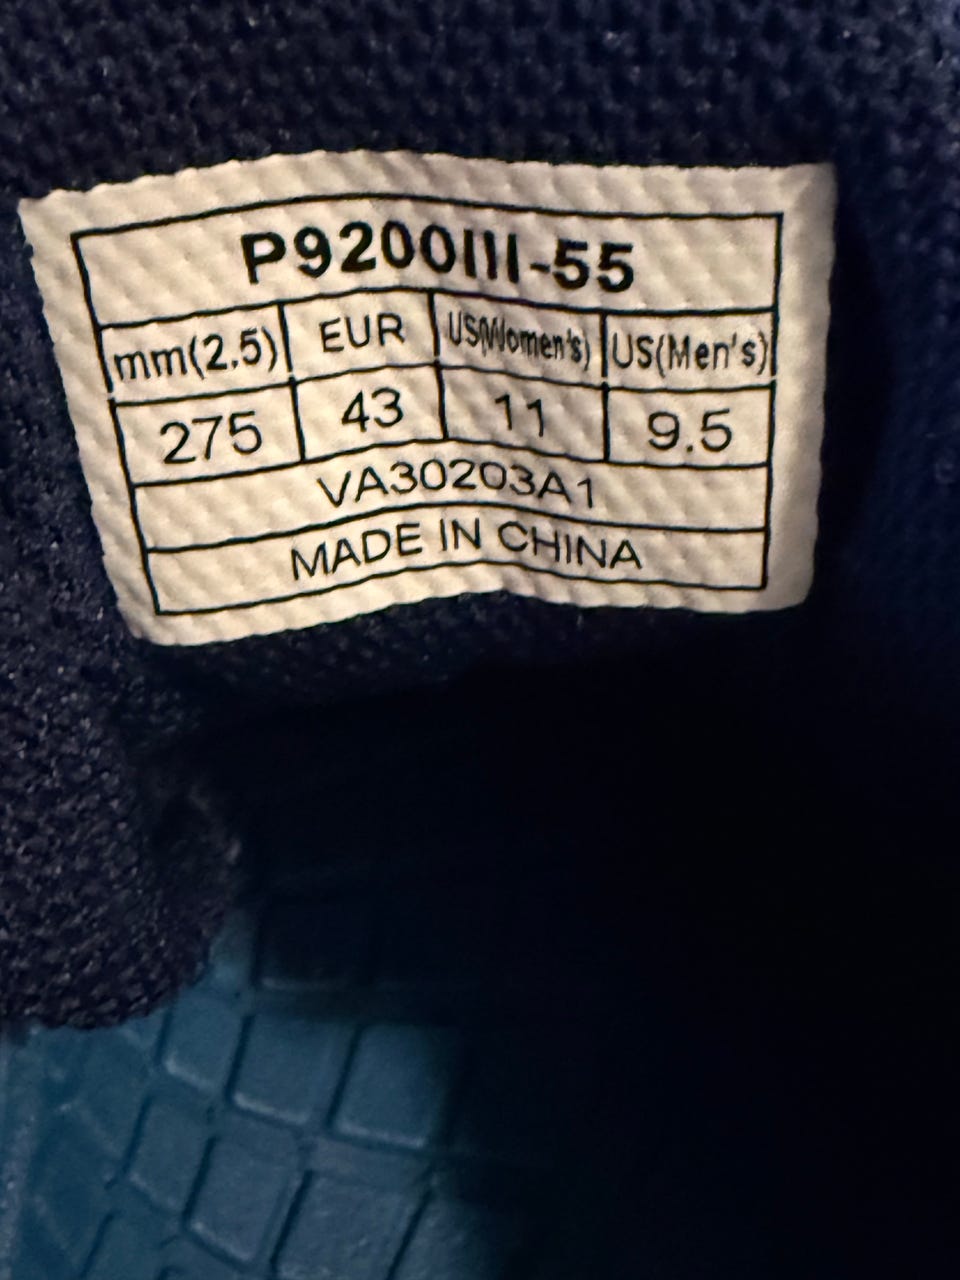 P9200III-55
mm(2.5) EUR US(Women's) US(Men's)
275 43 11 9.5
VA30203A1
MADE IN CHINA